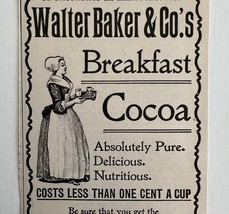 Walter Baker & Co.'s
Breakfast
Cocoa
Absolutely Pure.
Delicious.
Nutritious.
COSTS LESS THAN ONE CENT A CUP
Be sure that you get the